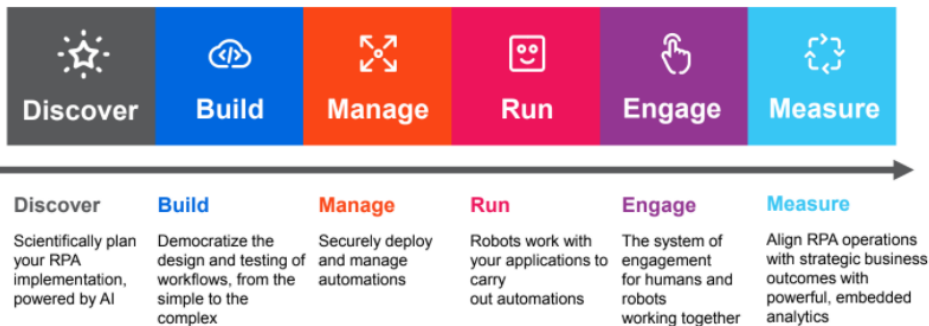 Discover
Build
Manage
Run
Engage
Measure
Discover
Scientifically plan
your RPA
implementation,
powered by AI
Build
Democratize the
design and testing of
workflows, from the
simple to the
complex
Manage
Securely deploy
and manage
automations
Run
Robots work with
your applications to
carry
out automations
Engage
The system of
engagement
for humans and
robots
working together
Measure
Align RPA operations
with strategic business
outcomes with
powerful, embedded
analytics